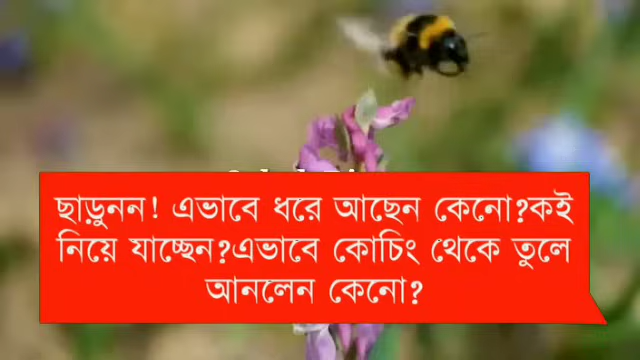 ছাড়ুনন! এভাবে ধরে আছেন কেনো?কই
নিয়ে যাচ্ছেন?এভাবে কোচিং থেকে তুলে
আনলেন কেনো?